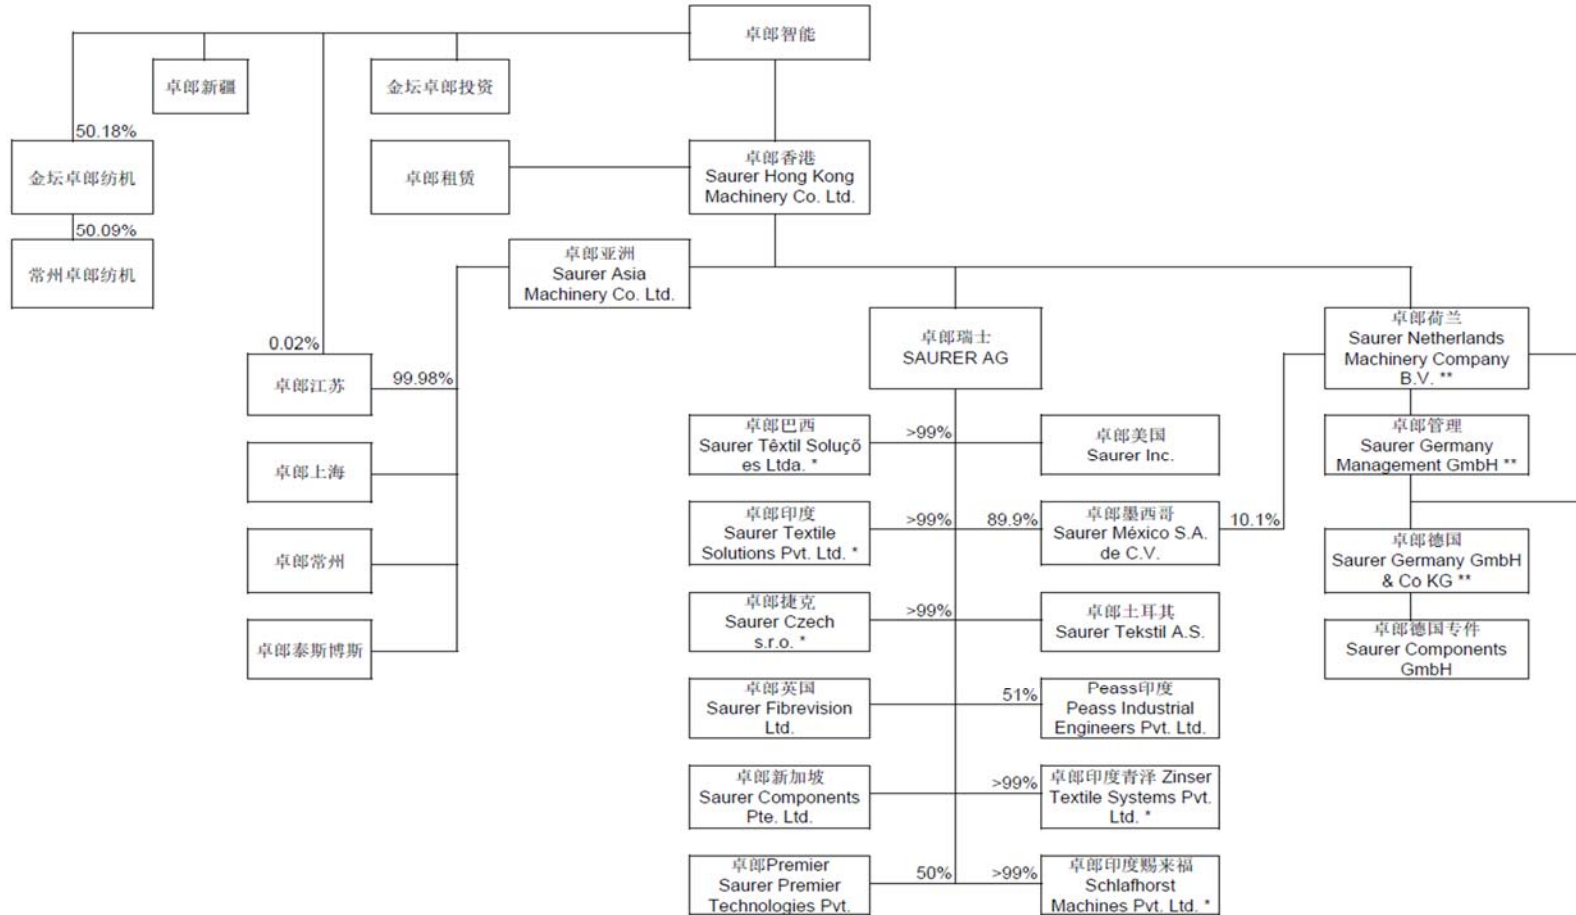 卓郎智能
卓郎新疆
金坛卓郎投资
50.18%
金坛卓郎纺机
卓郎租赁
卓郎香港
Saurer Hong Kong
Machinery Co. Ltd.
50.09%
常州卓郎纺机
卓郎亚洲
Saurer Asia
Machinery Co. Ltd.
卓郎瑞士
SAURER AG
卓郎荷兰
Saurer Netherlands
Machinery Company
B.V. **
0.02%
卓郎江苏
99.98%
卓郎巴西
Saurer Têxtil Soluçõ
es Ltda. *
>99%
卓郎美国
Saurer Inc.
卓郎管理
Saurer Germany
Management GmbH **
卓郎上海
卓郎印度
Saurer Textile
Solutions Pvt. Ltd. *
>99%
89.9%
卓郎墨西哥
Saurer México S.A.
de C.V.
10.1%
卓郎德国
Saurer Germany GmbH
& Co KG **
卓郎常州
卓郎捷克
Saurer Czech
s.r.o. *
>99%
卓郎土耳其
Saurer Tekstil A.S.
卓郎德国专件
Saurer Components
GmbH
卓郎泰斯博斯
卓郎英国
Saurer Fibrevision
Ltd.
51%
Peass印度
Peass Industrial
Engineers Pvt. Ltd.
卓郎新加坡
Saurer Components
Pte. Ltd.
>99%
卓郎印度青泽 Zinser
Textile Systems Pvt.
Ltd. *
卓郎Premier
Saurer Premier
Technologies Pvt.
50%
>99%
卓郎印度赐来福
Schlafhorst
Machines Pvt. Ltd. *